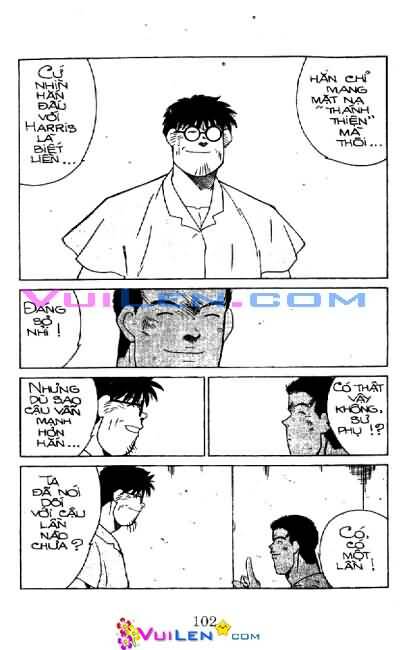 CỨ
NHÌN
HẮN
ĐẤU
VỚI
HARRIS
LÀ
BIẾT
LIỀN...
HẮN CHỈ
MANG
MẶT NẠ
"THÁNH
THIỆN"
MÀ
THÔI...
VUILEN.COM
ĐÁNG
SỢ
NHỈ!
NHƯNG
DÙ SAO
CẬU VẪN
MẠNH
HƠN
HẮN...
CÓ THẬT
VẬY
KHÔNG,
SƯ
PHỤ!?
TA
ĐÃ NÓI
DỐI
VỚI CẬU
LẦN
NÀO
CHƯA?
CÓ,
CÓ
MỘT
LẦN!
102
VUILEN.COM